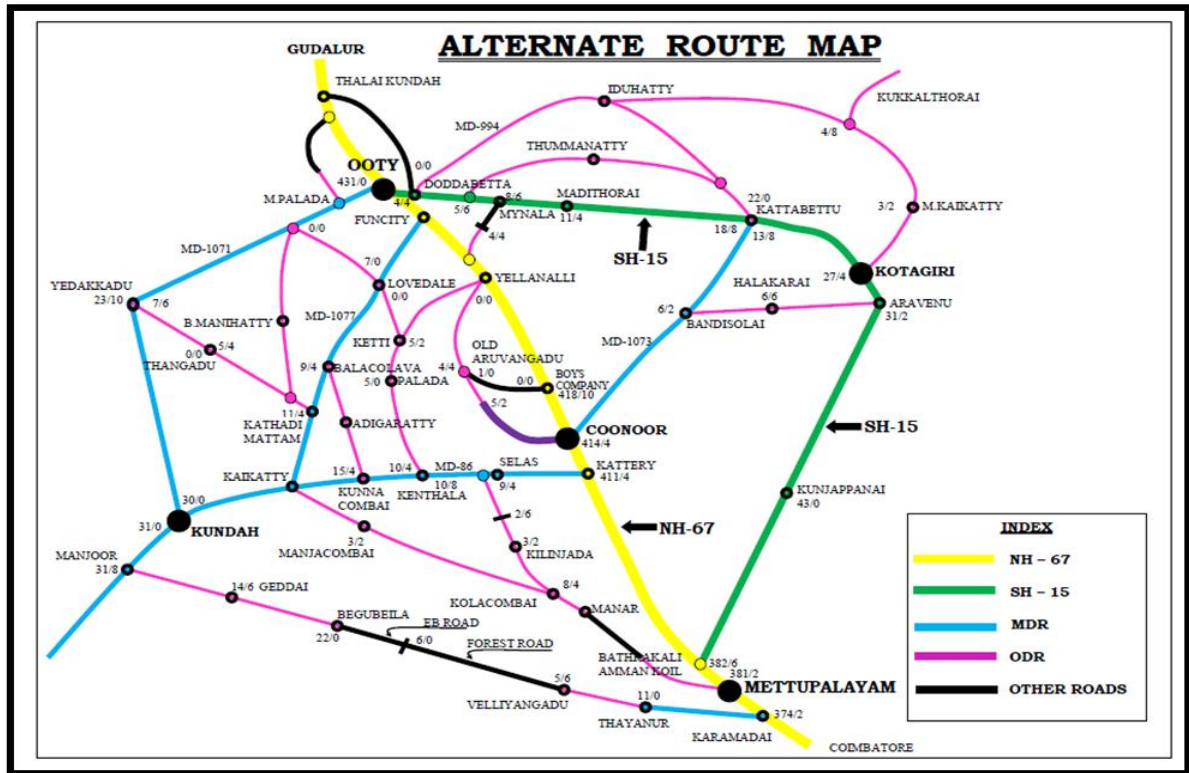 ALTERNATE ROUTE MAP
GUDALUR
THALAI KUNDAH
IDUHATTY
KUKKALTHORAI
MD-994
4/8
THUMMANATTY
OOTY
0/0
431/0
DODDABETTA
MADITHORAI
M.PALADA
4/4
5/6
8/6
MYNALA
11/4
22/0
KATTABETTU
3/2
M.KAIKATTY
FUNCITY
18/8
13/8
0/0
4/4
MD-1071
SH-15
7/0
YELLANALLI
27/4
KOTAGIRI
YEDAKKADU
LOVEDALE
HALAKARAI
23/10
7/6
0/0
0/0
6/6
ARAVENU
MD-1077
6/2
31/2
B.MANIHATTY
BANDISOLAI
KETTI
5/2
OLD
ARUVANGADU
MD-1073
5/4
0/0
THANGADU
9/4
BALACOLAVA
4/4
1/0
0/0
BOYS
COMPANY
5/0
PALADA
418/10
5/2
11/4
KATHADI
MATTAM
ADIGARATTY
COONOOR
SH-15
414/4
KAIKATTY
15/4
10/4
MD-86
SELAS
KATTERY
KUNNA
COMBAI
10/8
KENTHALA
9/4
411/4
KUNJAPPANAI
30/0
43/0
2/6
31/0
KUNDAH
NH-67
INDEX
MANJACOMBAI
3/2
3/2
KILINJADA
MANJOOR
NH – 67
31/8
14/6 GEDDAI
8/4
SH – 15
KOLACOMBAI
MANAR
BEGUBEILA
EB ROAD
MDR
22/0
6/0
FOREST ROAD
BATHRAKALI
AMMAN KOIL
382/6
ODR
381/2
5/6
METTUPALAYAM
OTHER ROADS
VELLIYANGADU
11/0
THAYANUR
374/2
KARAMADAI
COIMBATORE